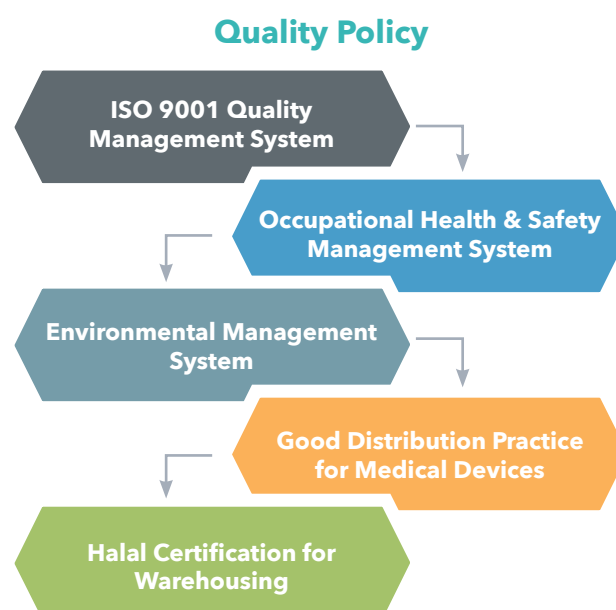 Quality Policy
ISO 9001 Quality
Management System
Occupational Health & Safety
Management System
Environmental Management
System
Good Distribution Practice
for Medical Devices
Halal Certification for
Warehousing